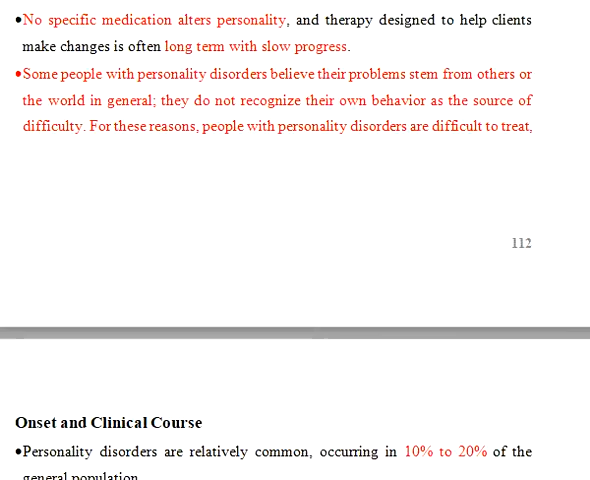 •No specific medication alters personality, and therapy designed to help clients
make changes is often long term with slow progress.
•Some people with personality disorders believe their problems stem from others or
the world in general; they do not recognize their own behavior as the source of
difficulty. For these reasons, people with personality disorders are difficult to treat,
112
Onset and Clinical Course
•Personality disorders are relatively common, occurring in 10% to 20% of the
general population